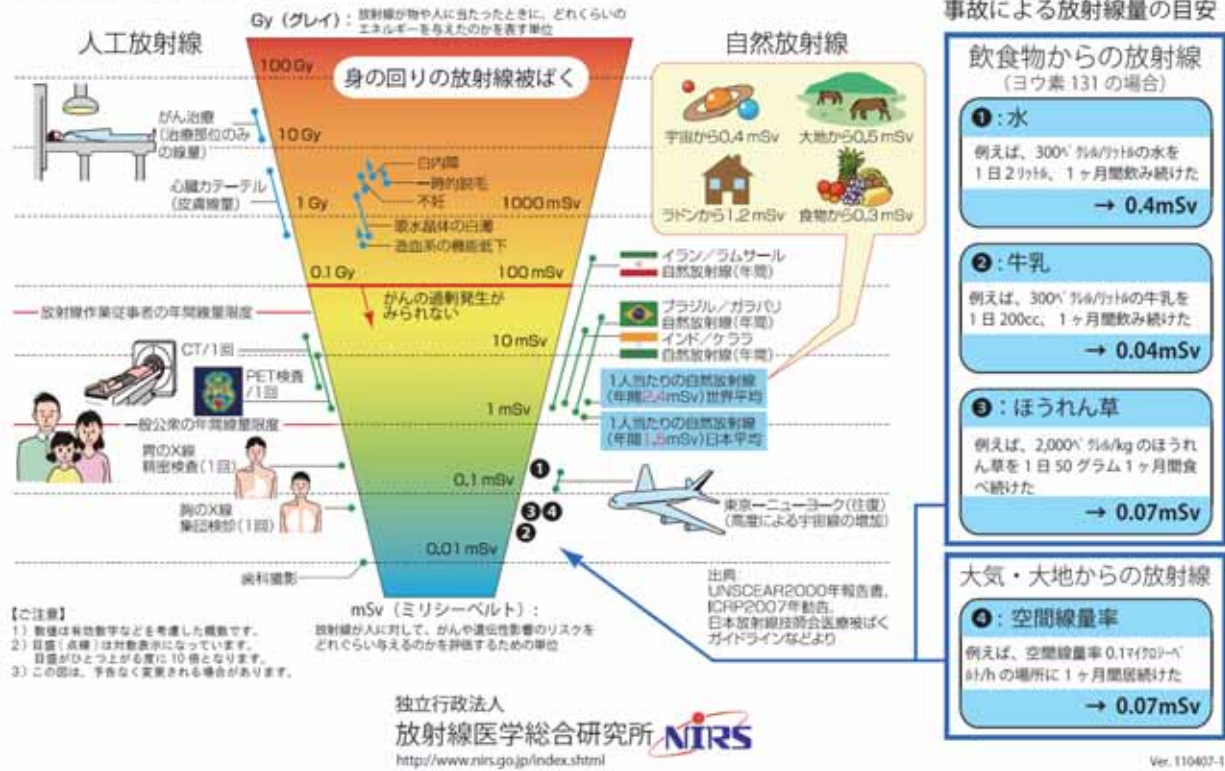 Gy（グレイ）：放射線が物や人に当たったときに、どれくらいの
エネルギーを与えたのかを表す単位
人工放射線
自然放射線
100 Gy
身の回りの放射線被ばく
がん治療
（治療部位のみ
の線量）
10 Gy
白内障
一時的脱毛
不妊
心臓カテーテル
（皮膚線量）
1 Gy
1000 mSv
眼水晶体の白濁
造血系の機能低下
0.1 Gy
100 mSv
がんの過剰発生が
みられない
放射線作業従事者の年間線量限度
10 mSv
CT/1回
PET検査
/1回
1 mSv
一般公衆の年間線量限度
胃のX線
精密検査(1回)
0.1 mSv
胸のX線
集団検診(1回)
0.01 mSv
歯科撮影
宇宙から0.4 mSv
大地から0.5 mSv
ラドンから1.2 mSv
食物から0.3 mSv
イラン／ラムサール
自然放射線(年間)
ブラジル／ガラパリ
自然放射線(年間)
インド／ケララ
自然放射線(年間)
1人当たりの自然放射線
(年間2.4mSv)世界平均
1人当たりの自然放射線
(年間1.5mSv)日本平均
❶
❸❹
❷
東京ーニューヨーク(往復)
(高度による宇宙線の増加)
出典:
UNSCEAR2000年報告書、
ICRP2007年勧告、
日本放射線技師会医療被ばく
ガイドラインなどより
mSv（ミリシーベルト）：
放射線が人に対して、がんや遺伝性影響のリスクを
どれぐらい与えるのかを評価するための単位
【ご注意】
1）数値は有効数字などを考慮した概数です。
2）目盛（点線）は対数表示になっています。
目盛がひとつ上がる度に10倍となります。
3）この図は、予告なく変更される場合があります。
事故による放射線量の目安
飲食物からの放射線
（ヨウ素 131 の場合）
❶：水
例えば、300ベクレル/リットルの水を
1日2リットル、1ヶ月間飲み続けた
→ 0.4mSv
❷：牛乳
例えば、300ベクレル/リットルの牛乳を
1日 200cc、1ヶ月間飲み続けた
→ 0.04mSv
❸：ほうれん草
例えば、2,000ベクレル/kg のほうれ
ん草を1日 50 グラム1ヶ月間食
べ続けた
→ 0.07mSv
大気・大地からの放射線
❹：空間線量率
例えば、空間線量率 0.1マイクロシーベ
ルト/h の場所に1ヶ月間居続けた
→ 0.07mSv
独立行政法人
放射線医学総合研究所 NIRS
http://www.nirs.go.jp/index.shtml
Ver. 110407-1